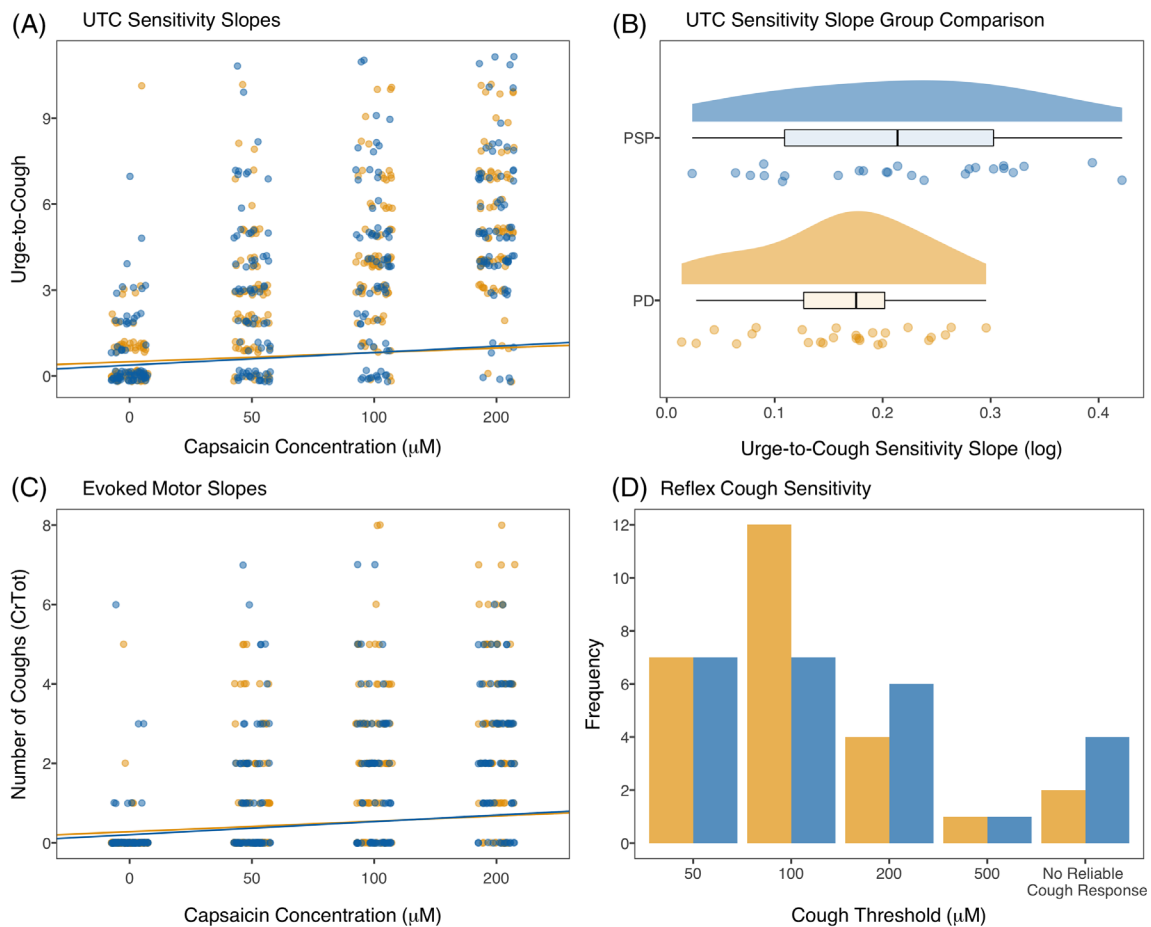 (A) UTC Sensitivity Slopes
Urge-to-Cough
9
6
3
0
0 50 100 200
Capsaicin Concentration (μM)
(B) UTC Sensitivity Slope Group Comparison
PSP
PD
0.0 0.1 0.2 0.3 0.4
Urge-to-Cough Sensitivity Slope (log)
(C) Evoked Motor Slopes
Number of Coughs (CrTot)
8
6
4
2
0
0 50 100 200
Capsaicin Concentration (μM)
(D) Reflex Cough Sensitivity
Frequency
12
10
8
6
4
2
0
50 100 200 500 No Reliable
Cough Response
Cough Threshold (μM)